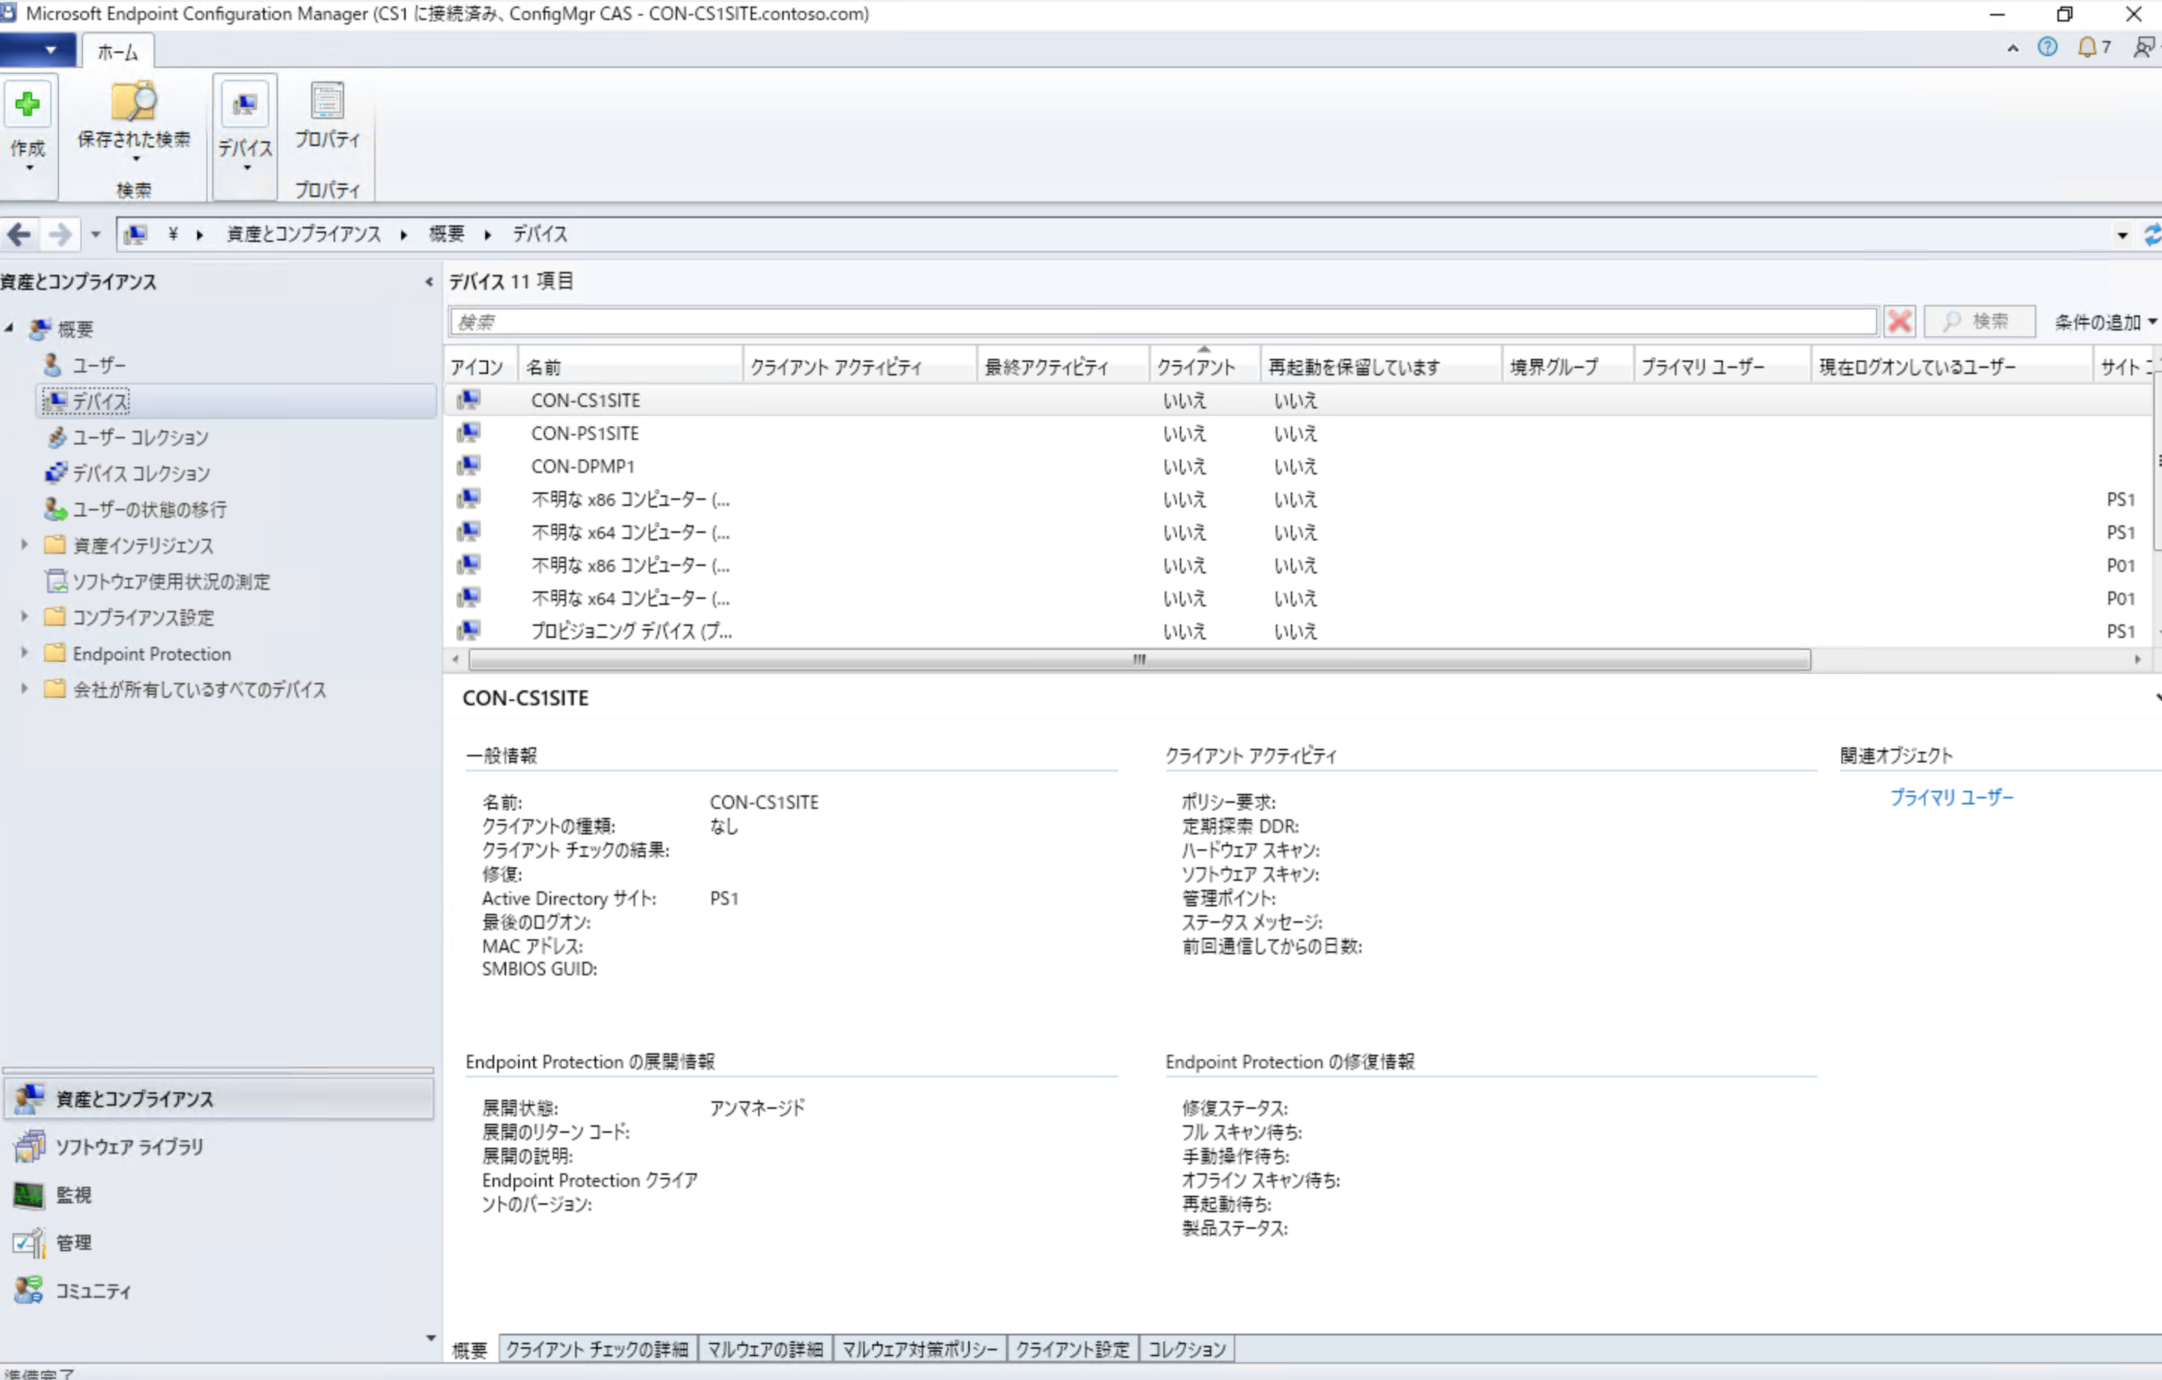 Microsoft Endpoint Configuration Manager (CS1 に接続済み、ConfigMgr CAS - CON-CS1SITE.contoso.com)
ホーム
7
作成
保存された検索
検索
デバイス
プロパティ
プロパティ
¥ 資産とコンプライアンス 概要 デバイス
資産とコンプライアンス
概要
ユーザー
デバイス
ユーザー コレクション
デバイス コレクション
ユーザーの状態の移行
資産インテリジェンス
ソフトウェア使用状況の測定
コンプライアンス設定
Endpoint Protection
会社が所有しているすべてのデバイス
資産とコンプライアンス
ソフトウェア ライブラリ
監視
管理
コミュニティ
デバイス 11 項目
検索 検索 条件の追加
アイコン 名前 クライアント アクティビティ 最終アクティビティ クライアント 再起動を保留しています 境界グループ プライマリ ユーザー 現在ログオンしているユーザー サイト コ
CON-CS1SITE いいえ いいえ
CON-PS1SITE いいえ いいえ
CON-DPMP1 いいえ いいえ
不明な x86 コンピューター (... いいえ いいえ PS1
不明な x64 コンピューター (... いいえ いいえ PS1
不明な x86 コンピューター (... いいえ いいえ P01
不明な x64 コンピューター (... いいえ いいえ P01
プロビジョニング デバイス (プ... いいえ いいえ PS1
CON-CS1SITE
一般情報
名前: CON-CS1SITE
クライアントの種類: なし
クライアント チェックの結果:
修復:
Active Directory サイト: PS1
最後のログオン:
MAC アドレス:
SMBIOS GUID:
クライアント アクティビティ
ポリシー要求:
定期探索 DDR:
ハードウェア スキャン:
ソフトウェア スキャン:
管理ポイント:
ステータス メッセージ:
前回通信してからの日数:
関連オブジェクト
プライマリ ユーザー
Endpoint Protection の展開情報
展開状態: アンマネージド
展開のリターン コード:
展開の説明:
Endpoint Protection クライア
ントのバージョン:
Endpoint Protection の修復情報
修復ステータス:
フル スキャン待ち:
手動操作待ち:
オフライン スキャン待ち:
再起動待ち:
製品ステータス:
概要 クライアント チェックの詳細 マルウェアの詳細 マルウェア対策ポリシー クライアント設定 コレクション
準備完了